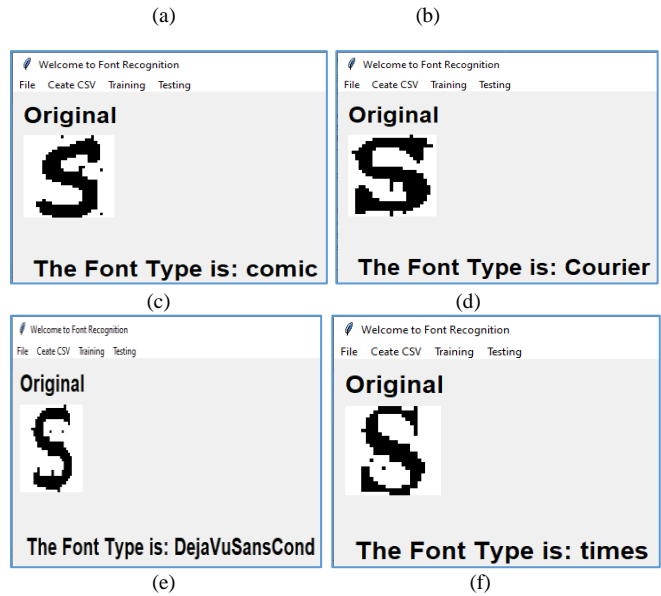 (a) (b)
Welcome to Font Recognition
File Ceate CSV Training Testing
Original
S
The Font Type is: comic
Welcome to Font Recognition
File Ceate CSV Training Testing
Original
S
The Font Type is: Courier
(c) (d)
Welcome to Font Recognition
File Ceate CSV Training Testing
Original
S
The Font Type is: DejaVuSansCond
Welcome to Font Recognition
File Ceate CSV Training Testing
Original
S
The Font Type is: times
(e) (f)